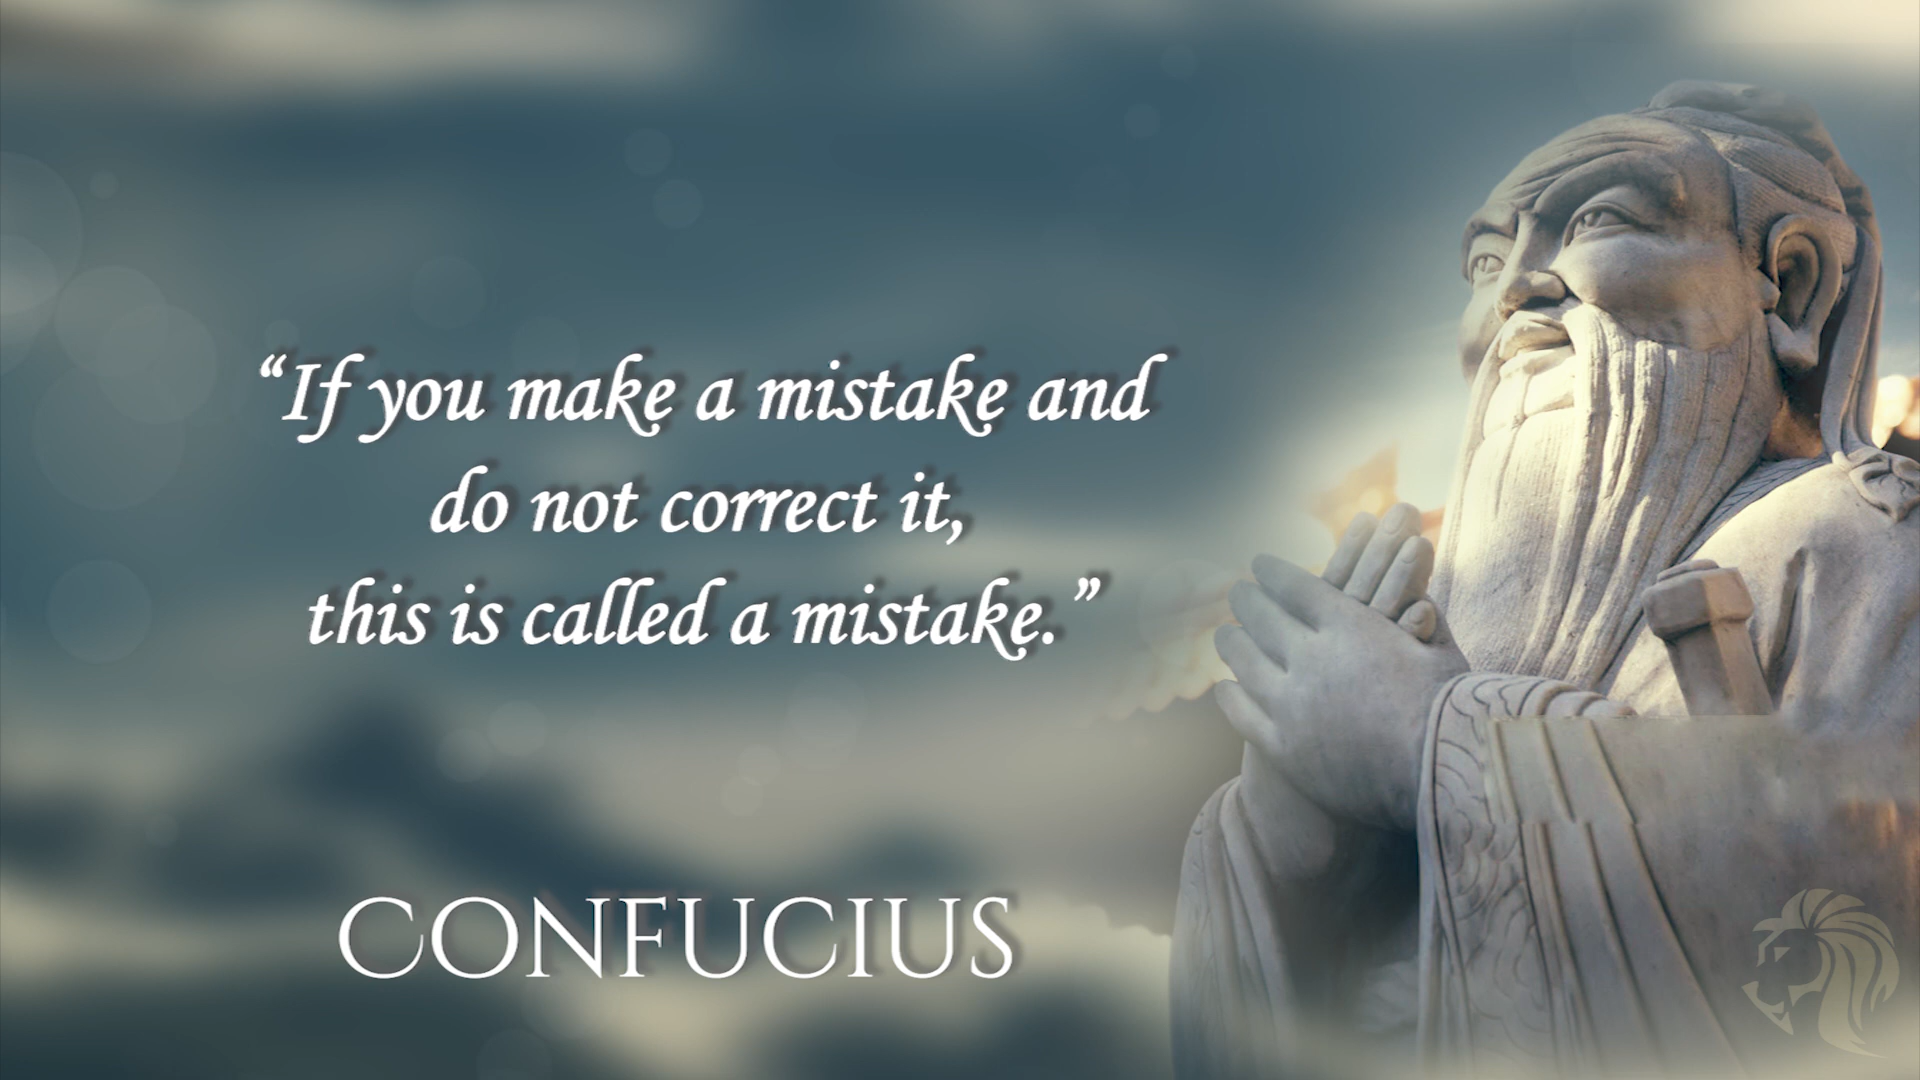 “If you make a mistake and
do not correct it,
this is called a mistake.”
CONFUCIUS